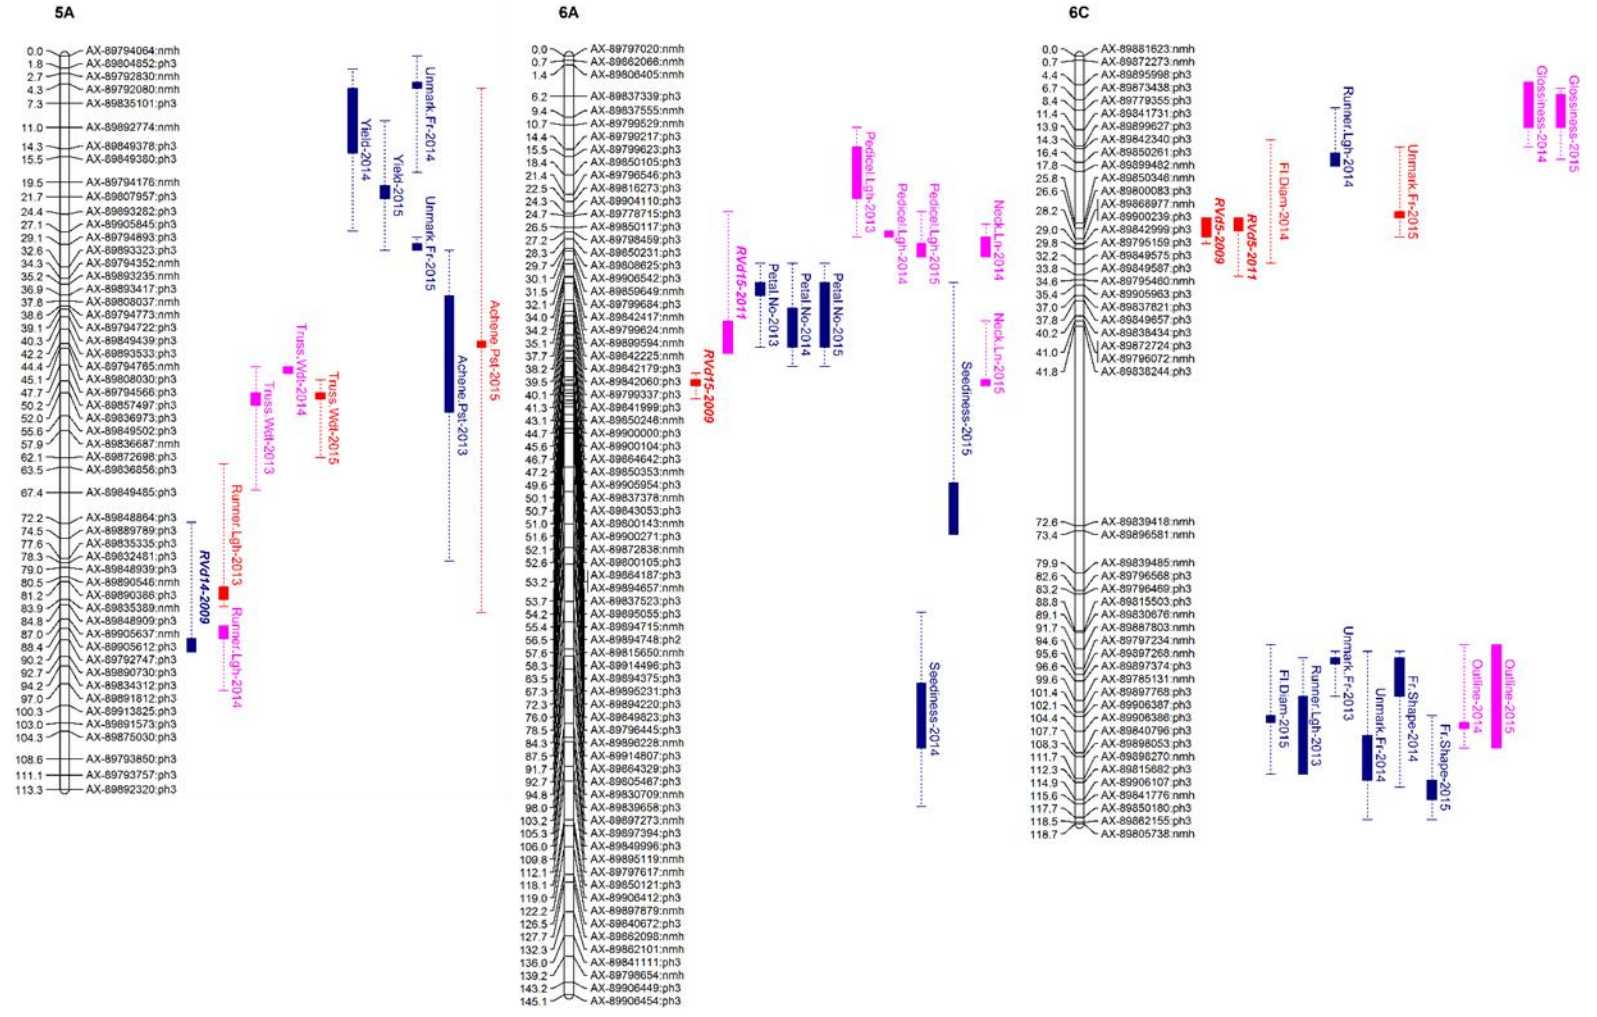 5A
0.0 AX-89794064:nmh
1.8 AX-89804852:ph3
2.7 AX-89792830:nmh
4.3 AX-89792080:nmh
7.3 AX-89835101:ph3
11.0 AX-89892774:nmh
14.3 AX-89849378:ph3
15.5 AX-89849380:ph3
19.5 AX-89794176:nmh
21.7 AX-89807957:ph3
24.4 AX-89893282:ph3
27.1 AX-89905845:ph3
29.1 AX-89794893:ph3
32.6 AX-89893323:ph3
34.3 AX-89794352:nmh
35.2 AX-89893235:nmh
36.9 AX-89893417:ph3
37.8 AX-89808037:nmh
38.6 AX-89794773:nmh
39.1 AX-89794722:ph3
40.3 AX-89849439:ph3
42.2 AX-89893533:ph3
44.4 AX-89794765:nmh
45.1 AX-89808030:ph3
47.7 AX-89794566:ph3
50.2 AX-89857497:ph3
52.0 AX-89836973:ph3
55.6 AX-89849502:ph3
57.9 AX-89836687:nmh
62.1 AX-89872698:ph3
63.5 AX-89836856:ph3
67.4 AX-89849485:ph3
72.2 AX-89848864:ph3
74.5 AX-89889789:ph3
77.6 AX-89835335:ph3
78.3 AX-89832481:ph3
79.0 AX-89848939:ph3
80.5 AX-89890546:nmh
81.2 AX-89890386:ph3
83.9 AX-89835389:nmh
84.8 AX-89848909:ph3
87.0 AX-89905637:nmh
88.4 AX-89905612:ph3
90.2 AX-89792747:ph3
92.7 AX-89890730:ph3
94.2 AX-89834312:ph3
97.0 AX-89891812:ph3
100.3 AX-89913825:ph3
103.0 AX-89891573:ph3
104.3 AX-89875030:ph3
108.6 AX-89793850:ph3
111.1 AX-89793757:ph3
113.3 AX-89892320:ph3
RVd14-2009
Runner.Lgh-2013
Runner.Lgh-2014
Truss.Wdt-2013
Truss.Wdt-2014
Truss.Wdt-2015
Yield-2014
Yield-2015
Unmark.Fr-2014
Unmark.Fr-2015
Achene.Pst-2013
Achene.Pst-2015
6A
0.0 AX-89797020:nmh
0.7 AX-89862066:nmh
1.4 AX-89806405:nmh
6.2 AX-89837339:ph3
9.4 AX-89837555:nmh
10.7 AX-89799529:nmh
14.4 AX-89799217:ph3
15.5 AX-89799623:ph3
18.4 AX-89850105:ph3
21.4 AX-89796546:ph3
22.5 AX-89816273:ph3
24.3 AX-89904110:ph3
24.7 AX-89778715:ph3
26.5 AX-89850117:ph3
27.2 AX-89798459:ph3
28.3 AX-89850231:ph3
29.7 AX-89808625:ph3
30.1 AX-89906542:ph3
31.5 AX-89859649:nmh
32.1 AX-89799684:ph3
34.0 AX-89842417:nmh
34.2 AX-89799624:nmh
35.1 AX-89899594:nmh
37.7 AX-89842225:nmh
38.2 AX-89842179:ph3
39.5 AX-89842060:ph3
40.1 AX-89799337:ph3
41.3 AX-89841999:ph3
43.1 AX-89850246:nmh
44.7 AX-89900000:ph3
45.6 AX-89900104:ph3
46.7 AX-89864642:ph3
47.2 AX-89850353:nmh
49.6 AX-89905954:ph3
50.1 AX-89837378:nmh
50.7 AX-89843053:ph3
51.0 AX-89800143:nmh
51.6 AX-89900271:ph3
52.1 AX-89872838:nmh
52.6 AX-89800105:ph3
AX-89864187:ph3
53.2 AX-89894657:nmh
53.7 AX-89837523:ph3
54.2 AX-89895055:ph3
55.4 AX-89894715:nmh
56.5 AX-89894748:ph2
57.6 AX-89815650:nmh
58.3 AX-89914496:ph3
63.5 AX-89894375:ph3
67.3 AX-89895231:ph3
72.3 AX-89894220:ph3
76.0 AX-89849823:ph3
78.5 AX-89796445:ph3
84.3 AX-89896228:nmh
87.5 AX-89914807:ph3
91.7 AX-89864329:ph3
92.7 AX-89805467:ph3
94.8 AX-89830709:nmh
98.0 AX-89839658:ph3
103.2 AX-89897273:nmh
105.3 AX-89897394:ph3
106.0 AX-89849996:ph3
109.8 AX-89895119:nmh
112.1 AX-89797617:nmh
118.1 AX-89850121:ph3
119.0 AX-89906412:ph3
122.2 AX-89897879:nmh
126.5 AX-89840672:ph3
127.7 AX-89862098:nmh
132.3 AX-89862101:nmh
136.0 AX-89841111:ph3
139.2 AX-89798654:nmh
143.2 AX-89906449:ph3
145.1 AX-89906454:ph3
RVd15-2009
RVd15-2011
Petal.No-2013
Petal.No-2014
Petal.No-2015
Pedicel.Lgh-2013
Pedicel.Lgh-2014
Pedicel.Lgh-2015
Seediness-2014
Seediness-2015
Neck.Ln-2014
Neck.Ln-2015
6C
0.0 AX-89881623:nmh
0.7 AX-89872273:nmh
4.4 AX-89895998:ph3
6.7 AX-89873438:ph3
8.4 AX-89779355:ph3
11.4 AX-89841731:ph3
13.9 AX-89899627:ph3
14.3 AX-89842340:ph3
16.4 AX-89850261:ph3
17.8 AX-89899482:nmh
25.8 AX-89850346:nmh
26.6 AX-89800083:ph3
AX-89868977:nmh
28.2 AX-89900239:ph3
29.0 AX-89842999:ph3
29.8 AX-89795159:ph3
32.2 AX-89849575:ph3
33.8 AX-89849587:ph3
34.6 AX-89795460:nmh
35.4 AX-89905963:ph3
37.0 AX-89837821:ph3
37.8 AX-89849657:ph3
40.2 AX-89838434:ph3
AX-89872724:ph3
41.0 AX-89796072:nmh
41.8 AX-89838244:ph3
72.6 AX-89839418:nmh
73.4 AX-89896581:nmh
79.9 AX-89839485:nmh
82.6 AX-89796568:ph3
83.2 AX-89796469:ph3
88.8 AX-89815503:ph3
89.1 AX-89830676:nmh
91.7 AX-89887803:nmh
94.6 AX-89797234:nmh
95.6 AX-89897268:nmh
96.6 AX-89897374:ph3
99.6 AX-89785131:nmh
101.4 AX-89897768:ph3
102.1 AX-89906387:ph3
104.4 AX-89906386:ph3
107.7 AX-89840796:ph3
108.3 AX-89898053:ph3
111.7 AX-89898270:nmh
112.3 AX-89815682:ph3
114.9 AX-89906107:ph3
115.6 AX-89841776:nmh
117.7 AX-89850180:ph3
118.5 AX-89862155:ph3
118.7 AX-89805738:nmh
RVd5-2009
RVd5-2011
Fl.Diam-2014
Fl.Diam-2015
Runner.Lgh-2013
Runner.Lgh-2014
Unmark.Fr-2013
Unmark.Fr-2014
Unmark.Fr-2015
Fr.Shape-2014
Fr.Shape-2015
Outline-2014
Outline-2015
Glossiness-2014
Glossiness-2015